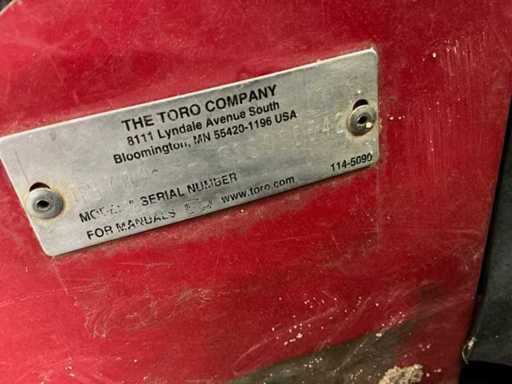 THE TORO COMPANY
8111 Lyndale Avenue South
Bloomington, MN 55420-1196 USA
MODEL & SERIAL NUMBER
114-5090
FOR MANUALS www.toro.com